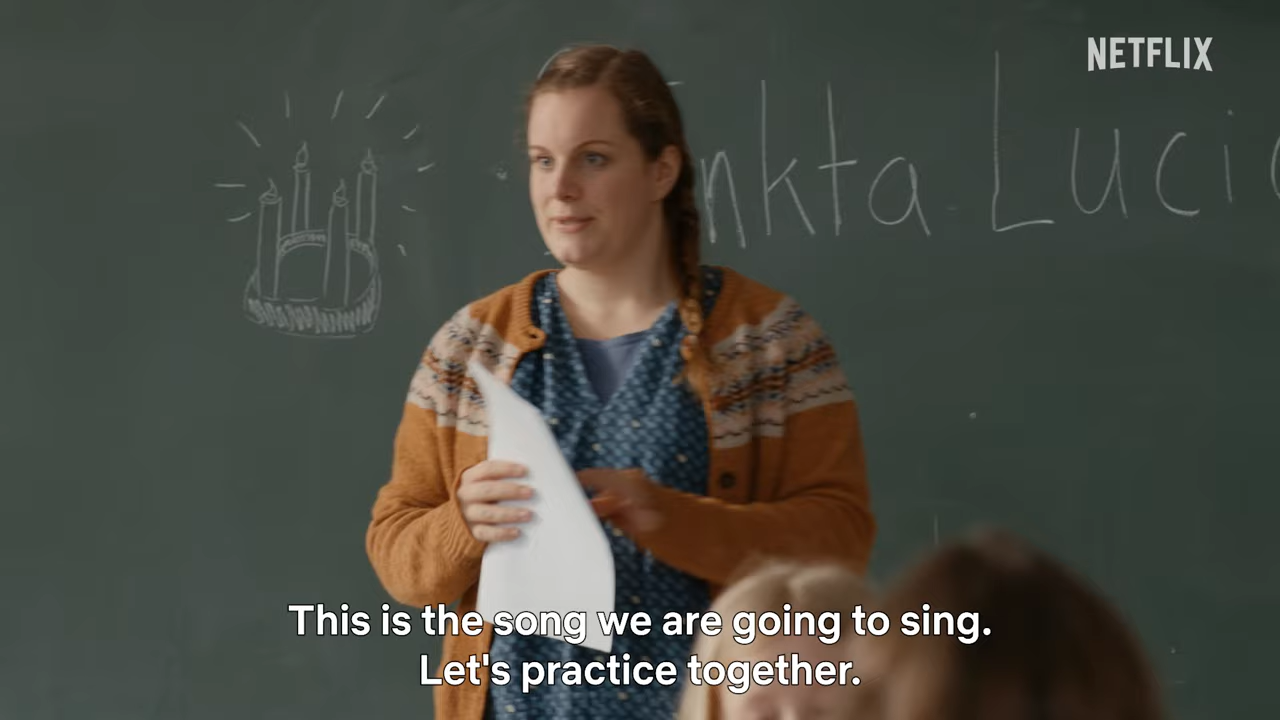 NETFLIX
nkta Luci
This is the song we are going to sing.
Let's practice together.